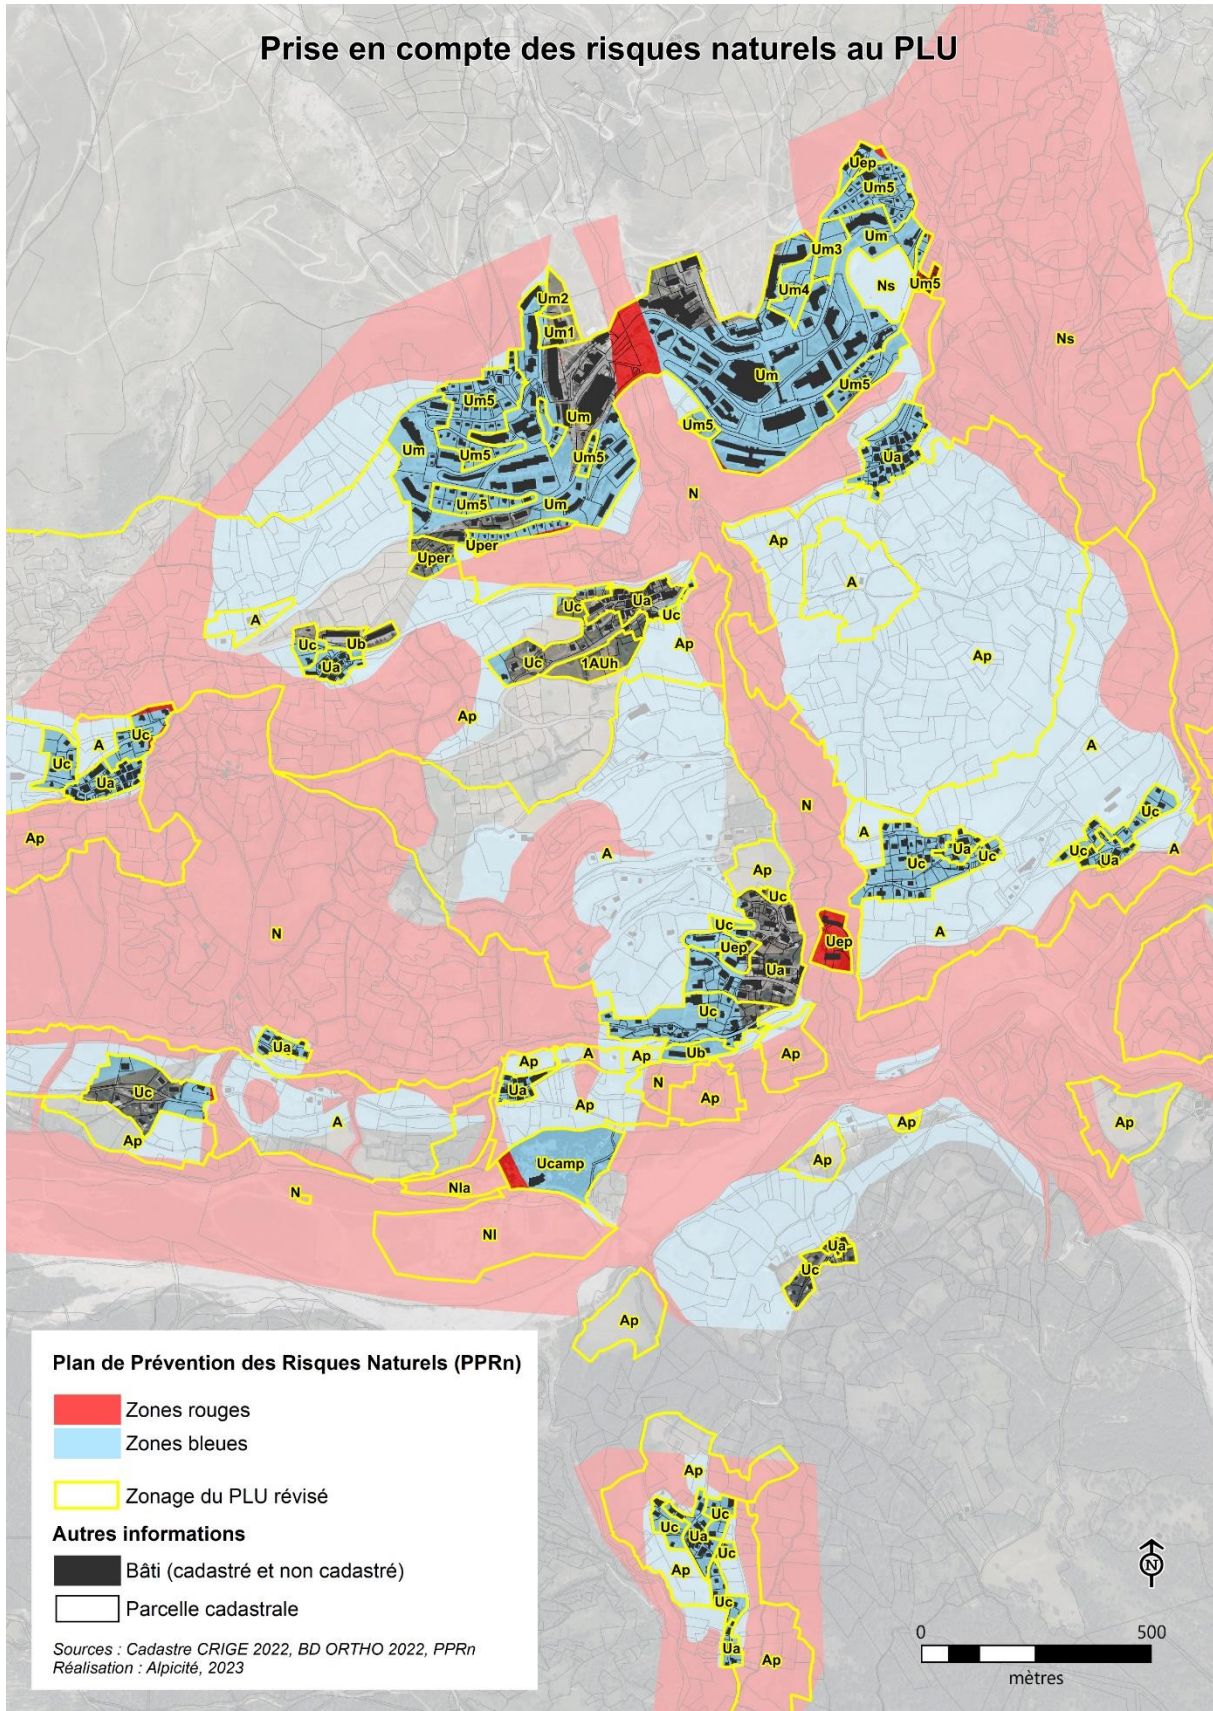 Prise en compte des risques naturels au PLU
Uep
Um5
Um
Um3
Um4
Ns
Um5
Um2
Um1
Ns
Um
Um5
Um5
Um
Um5
Um
Um5
Um5
Ua
Um5
Um
N
Uper
Uper
Ap
A
Uc
Ua
Uc
A
Uc
Ub
Ua
Ap
Uc
1AUh
Ap
Ap
A
Uc
A
Uc
Ua
A
Uc
N
A
Ua
Uc
Uc
Uc
Ua
A
Ap
A
Ap
Uc
Uc
Uep
Uep
A
N
Ua
Uc
Ua
Ap
A
Ap
Ub
Ap
Uc
Ua
N
Ap
Ap
Ap
A
Ap
Ap
Ap
Ucamp
Ap
Nla
N
Nl
Ua
Uc
Ap
Plan de Prévention des Risques Naturels (PPRn)
Zones rouges
Zones bleues
Zonage du PLU révisé
Autres informations
Bâti (cadastré et non cadastré)
Parcelle cadastrale
Sources : Cadastre CRIGE 2022, BD ORTHO 2022, PPRn
Réalisation : Alpicité, 2023
Ap
Uc
Uc
Ua
Uc
Ap
Uc
Ua
Ap
N
0 500
mètres